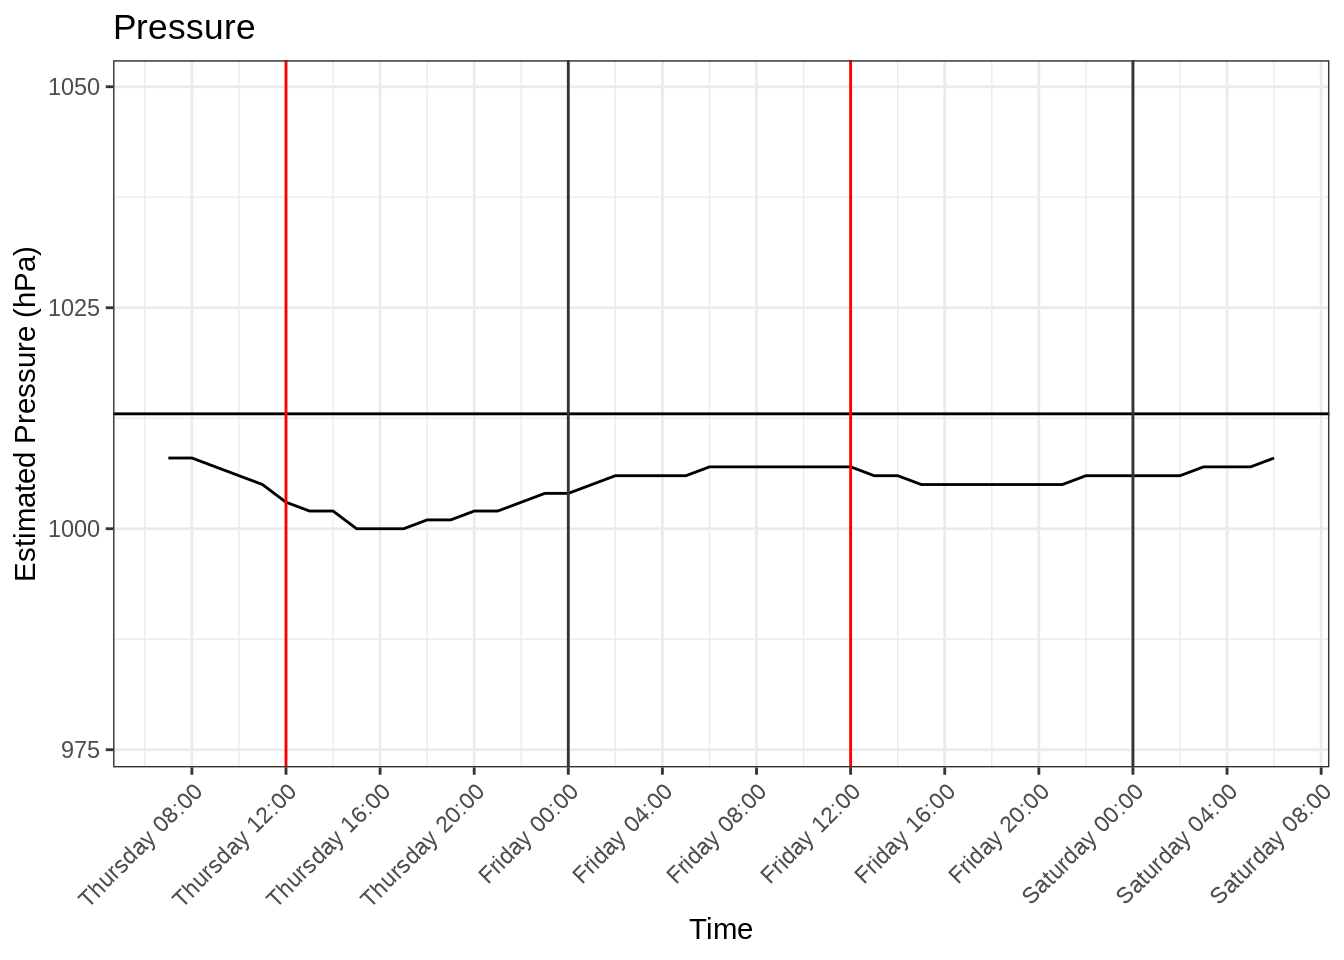 Pressure
Estimated Pressure (hPa)
1050
1025
1000
975
Thursday 08:00
Thursday 12:00
Thursday 16:00
Thursday 20:00
Friday 00:00
Friday 04:00
Friday 08:00
Friday 12:00
Friday 16:00
Friday 20:00
Saturday 00:00
Saturday 04:00
Saturday 08:00
Time